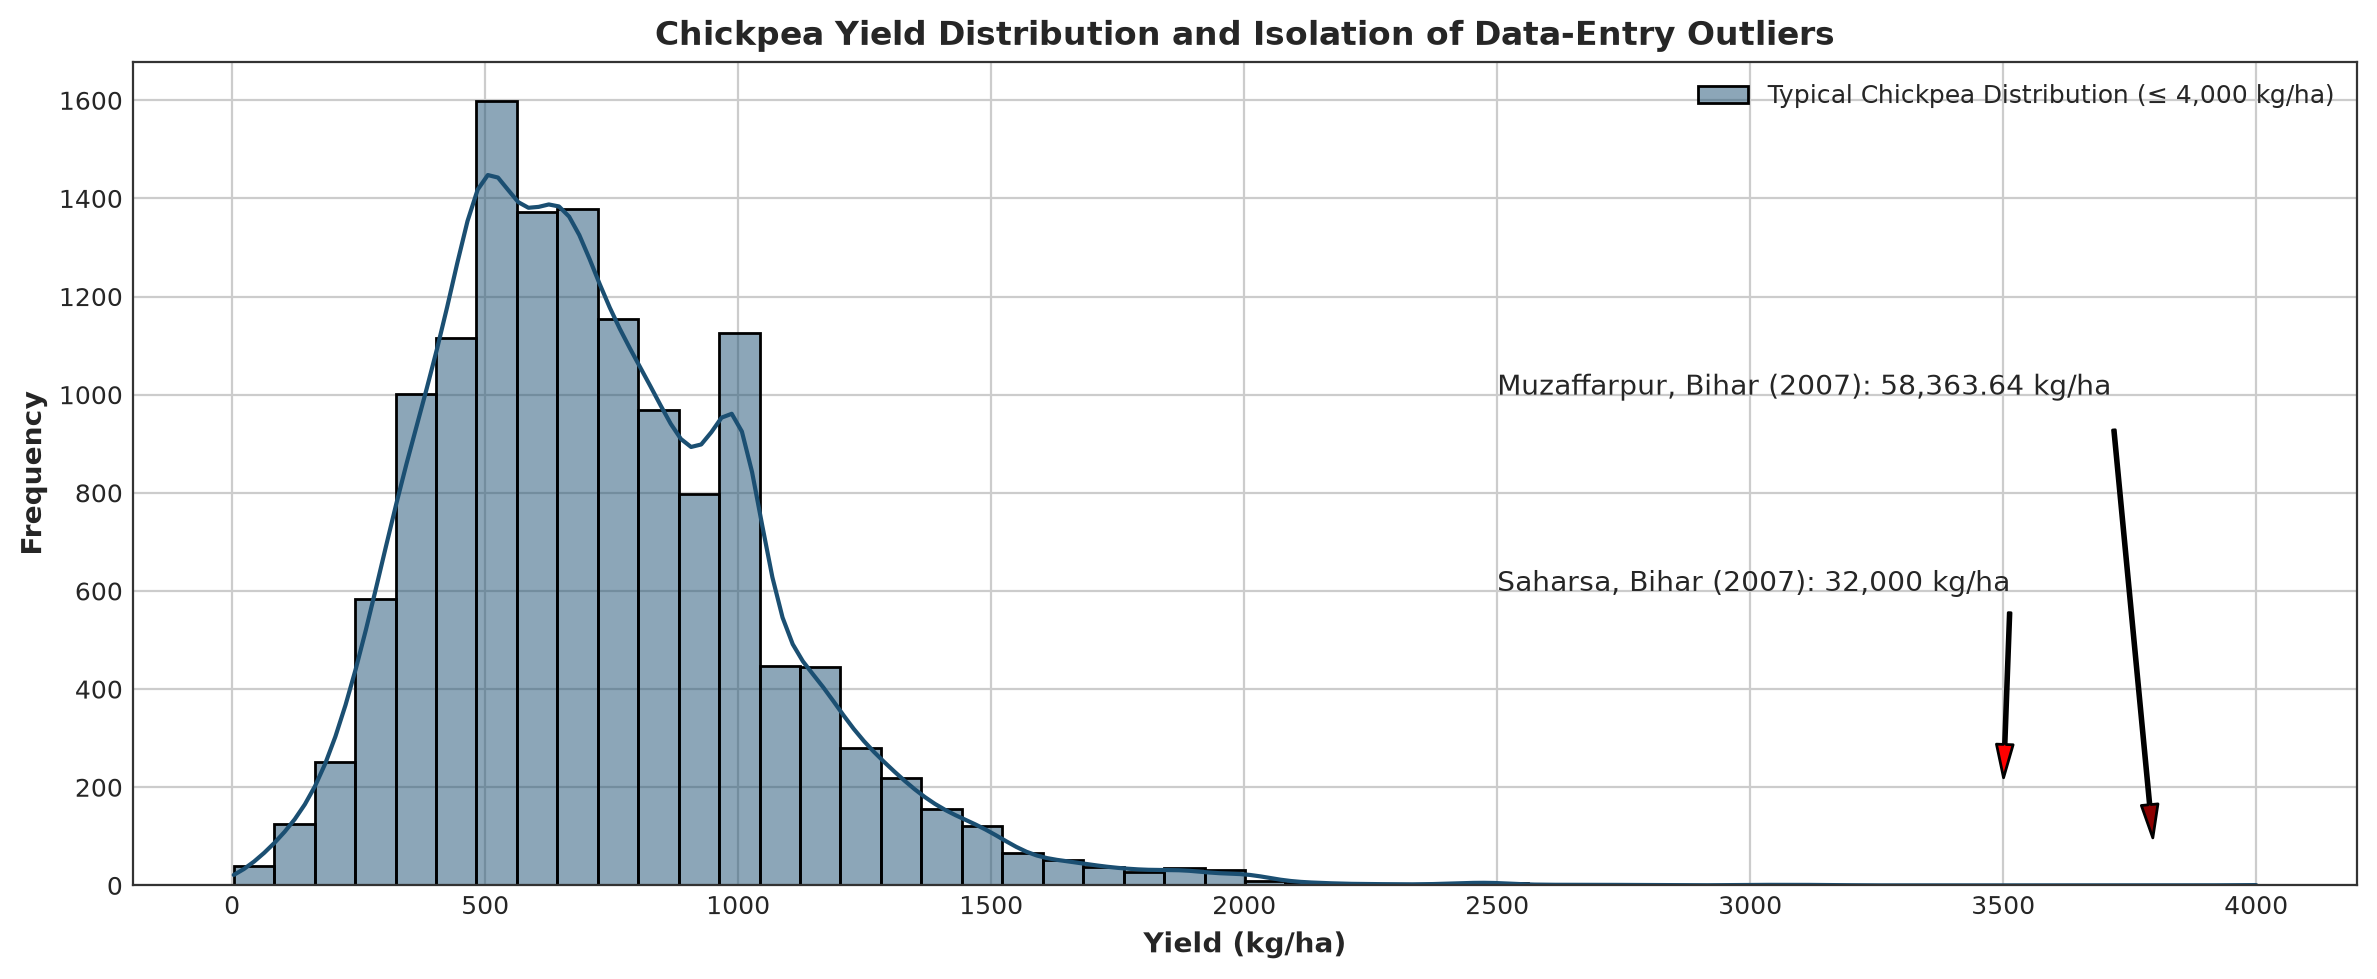 Chickpea Yield Distribution and Isolation of Data-Entry Outliers
Typical Chickpea Distribution (≤ 4,000 kg/ha)
Frequency
1600
1400
1200
1000
800
600
400
200
0
Muzaffarpur, Bihar (2007): 58,363.64 kg/ha
Saharsa, Bihar (2007): 32,000 kg/ha
0 500 1000 1500 2000 2500 3000 3500 4000
Yield (kg/ha)